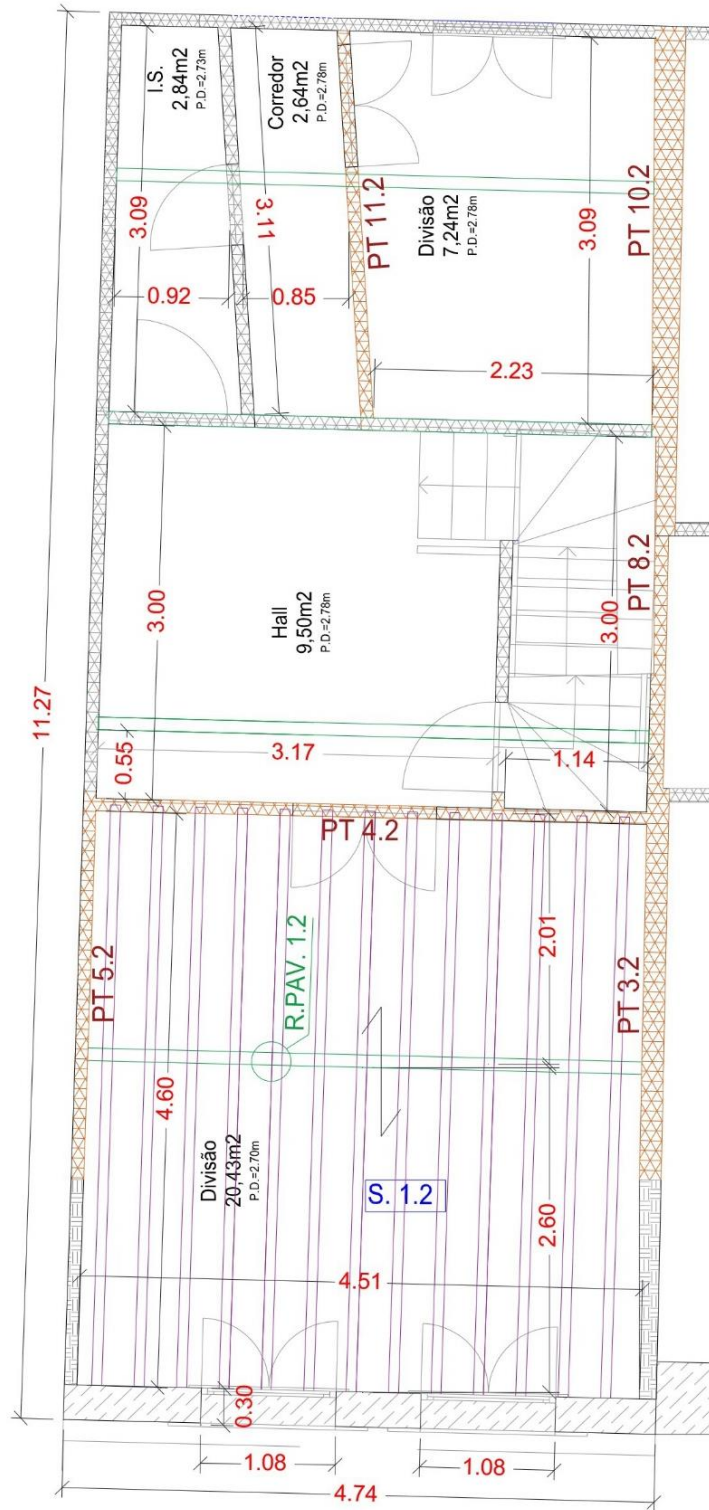 I.S.
2,84m2
P.D.=2.73m
Corredor
2,64m2
P.D.=2.78m
3.09
3.11
PT 11.2
Divisão
7,24m2
P.D.=2.78m
3.09
PT 10.2
0.92
0.85
2.23
11.27
3.00
Hall
9,50m2
P.D.=2.78m
PT 8.2
3.00
0.55
3.17
1.14
PT 4.2
PT 5.2
R.PAV. 1.2
2.01
PT 3.2
4.60
Divisão
20,43m2
P.D.=2.70m
S. 1.2
2.60
4.51
0.30
1.08
1.08
4.74